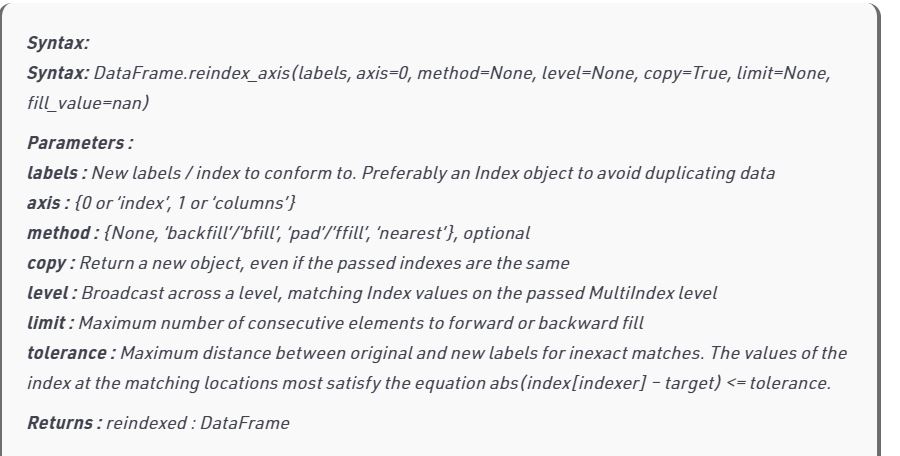 Syntax:
Syntax: DataFrame.reindex_axis(labels, axis=0, method=None, level=None, copy=True, limit=None,
fill_value=nan)
Parameters :
labels : New labels / index to conform to. Preferably an Index object to avoid duplicating data
axis : {0 or ‘index’, 1 or ‘columns’}
method : {None, ‘backfill’/’bfill’, ‘pad’/’ffill’, ‘nearest’}, optional
copy : Return a new object, even if the passed indexes are the same
level : Broadcast across a level, matching Index values on the passed MultiIndex level
limit : Maximum number of consecutive elements to forward or backward fill
tolerance : Maximum distance between original and new labels for inexact matches. The values of the
index at the matching locations most satisfy the equation abs(index[indexer] – target) <= tolerance.
Returns : reindexed : DataFrame